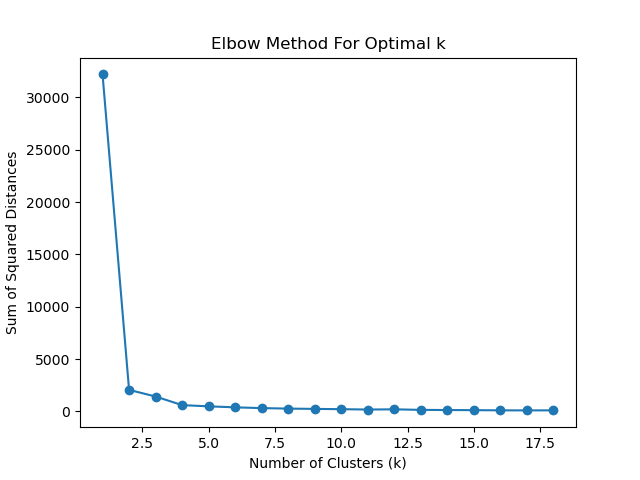 Elbow Method For Optimal k
Sum of Squared Distances
30000
25000
20000
15000
10000
5000
0
2.5 5.0 7.5 10.0 12.5 15.0 17.5
Number of Clusters (k)